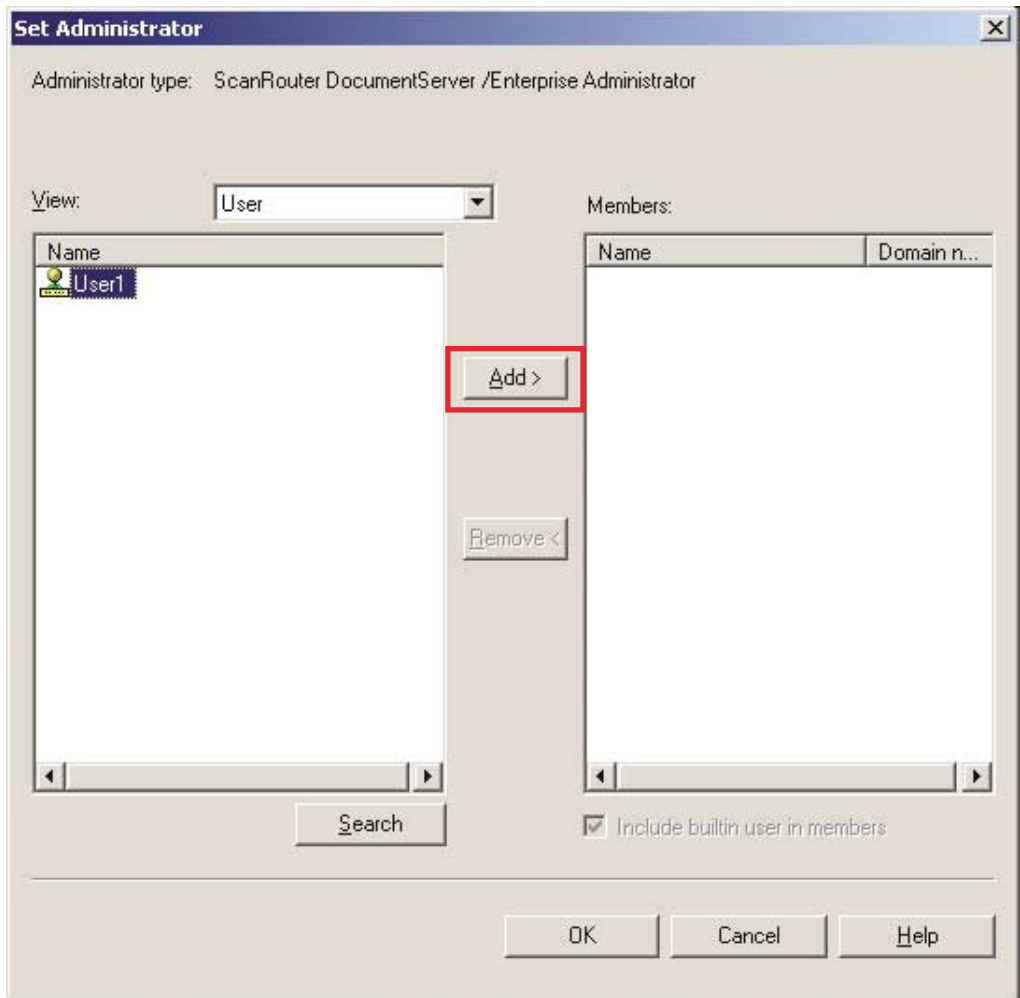 Set Administrator
Administrator type: ScanRouter DocumentServer /Enterprise Administrator
View: User
Members:
Name
Name Domain n...
User1
Add >
Remove <
Search
Include builtin user in members
OK Cancel Help